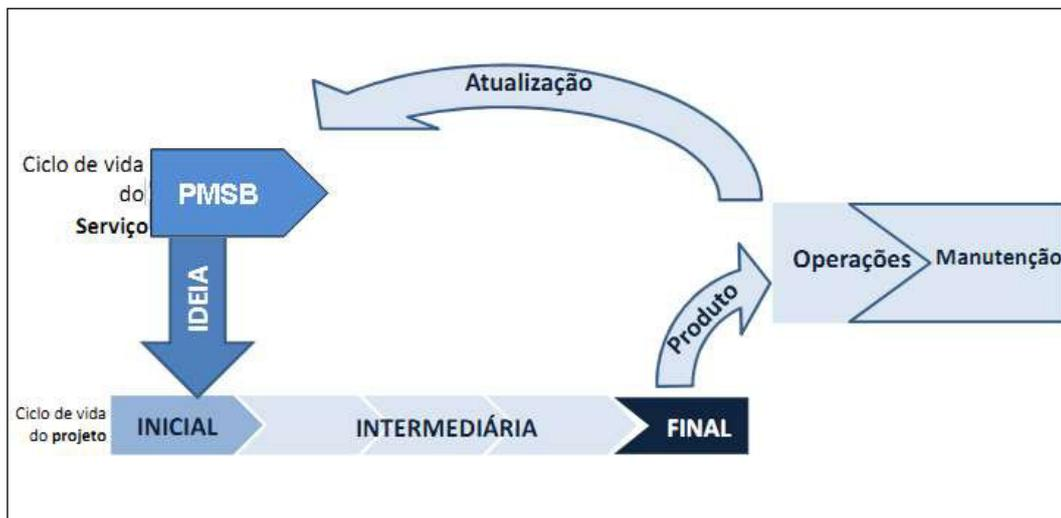 Atualização
Ciclo de vida
do
Serviço
PMSB
IDEIA
Operações
Manutenção
Produto
Ciclo de vida
do projeto
INICIAL
INTERMEDIÁRIA
FINAL